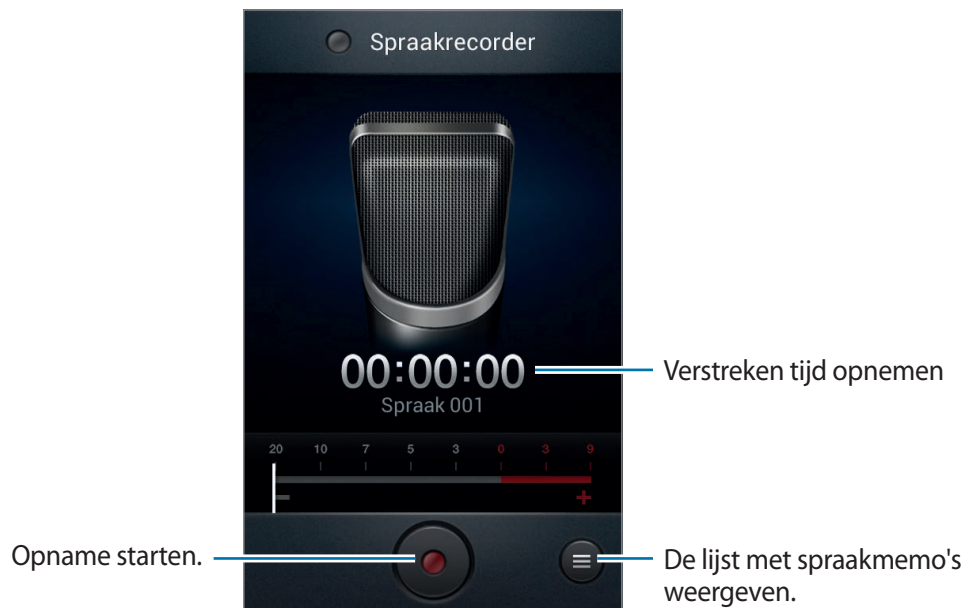 Spraakrecorder
00:00:00
Verstreken tijd opnemen
Spraak 001
20 10 7 5 3 0 3 9
− +
Opname starten.
De lijst met spraakmemo's
weergeven.